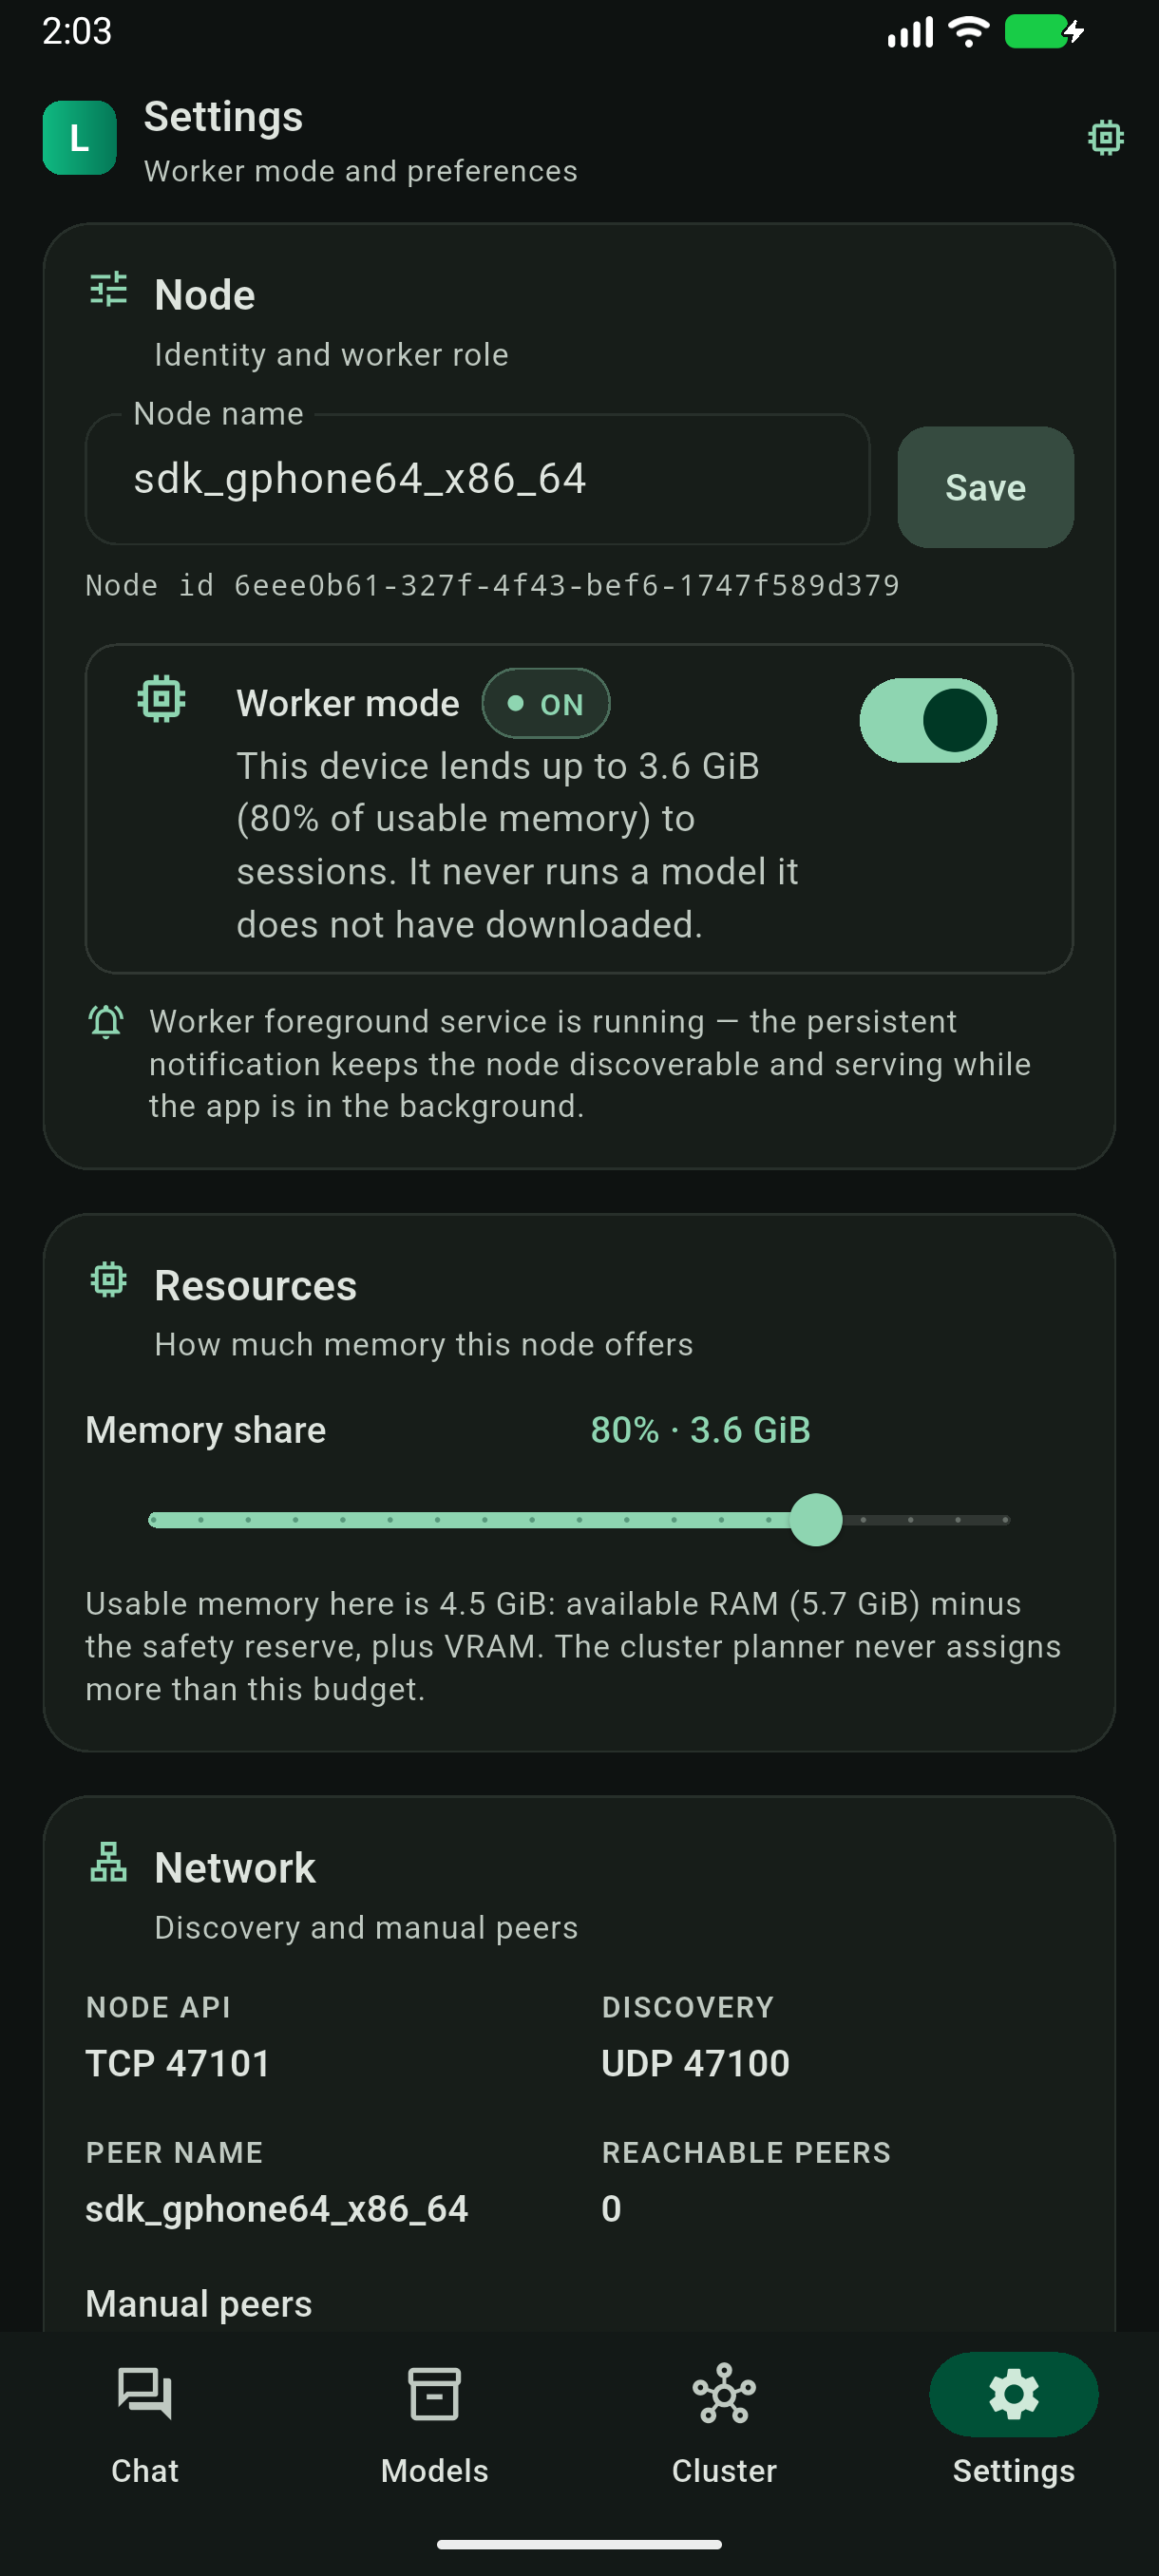 2:03
L
Settings
Worker mode and preferences
Node
Identity and worker role
Node name
sdk_gphone64_x86_64
Save
Node id 6eee0b61-327f-4f43-bef6-1747f589d379
Worker mode
ON
This device lends up to 3.6 GiB
(80% of usable memory) to
sessions. It never runs a model it
does not have downloaded.
Worker foreground service is running — the persistent
notification keeps the node discoverable and serving while
the app is in the background.
Resources
How much memory this node offers
Memory share
80% · 3.6 GiB
Usable memory here is 4.5 GiB: available RAM (5.7 GiB) minus
the safety reserve, plus VRAM. The cluster planner never assigns
more than this budget.
Network
Discovery and manual peers
NODE API
DISCOVERY
TCP 47101
UDP 47100
PEER NAME
REACHABLE PEERS
sdk_gphone64_x86_64
0
Manual peers
Chat
Models
Cluster
Settings